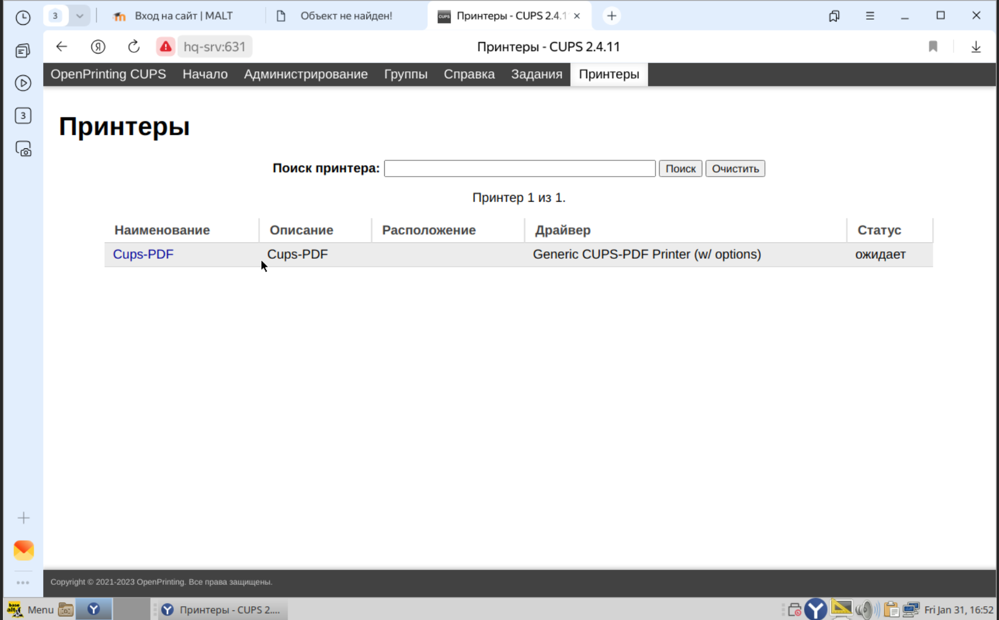 3
Вход на сайт | MALT
Объект не найден!
Принтеры - CUPS 2.4.1
hq-srv:631
Принтеры - CUPS 2.4.11
OpenPrinting CUPS Начало Администрирование Группы Справка Задания Принтеры
3
Принтеры
Поиск принтера: Поиск Очистить
Принтер 1 из 1.
Наименование Описание Расположение Драйвер Статус
Cups-PDF Cups-PDF Generic CUPS-PDF Printer (w/ options) ожидает
Copyright © 2021-2023 OpenPrinting. Все права защищены.
Menu Принтеры - CUPS 2.... Fri Jan 31, 16:52